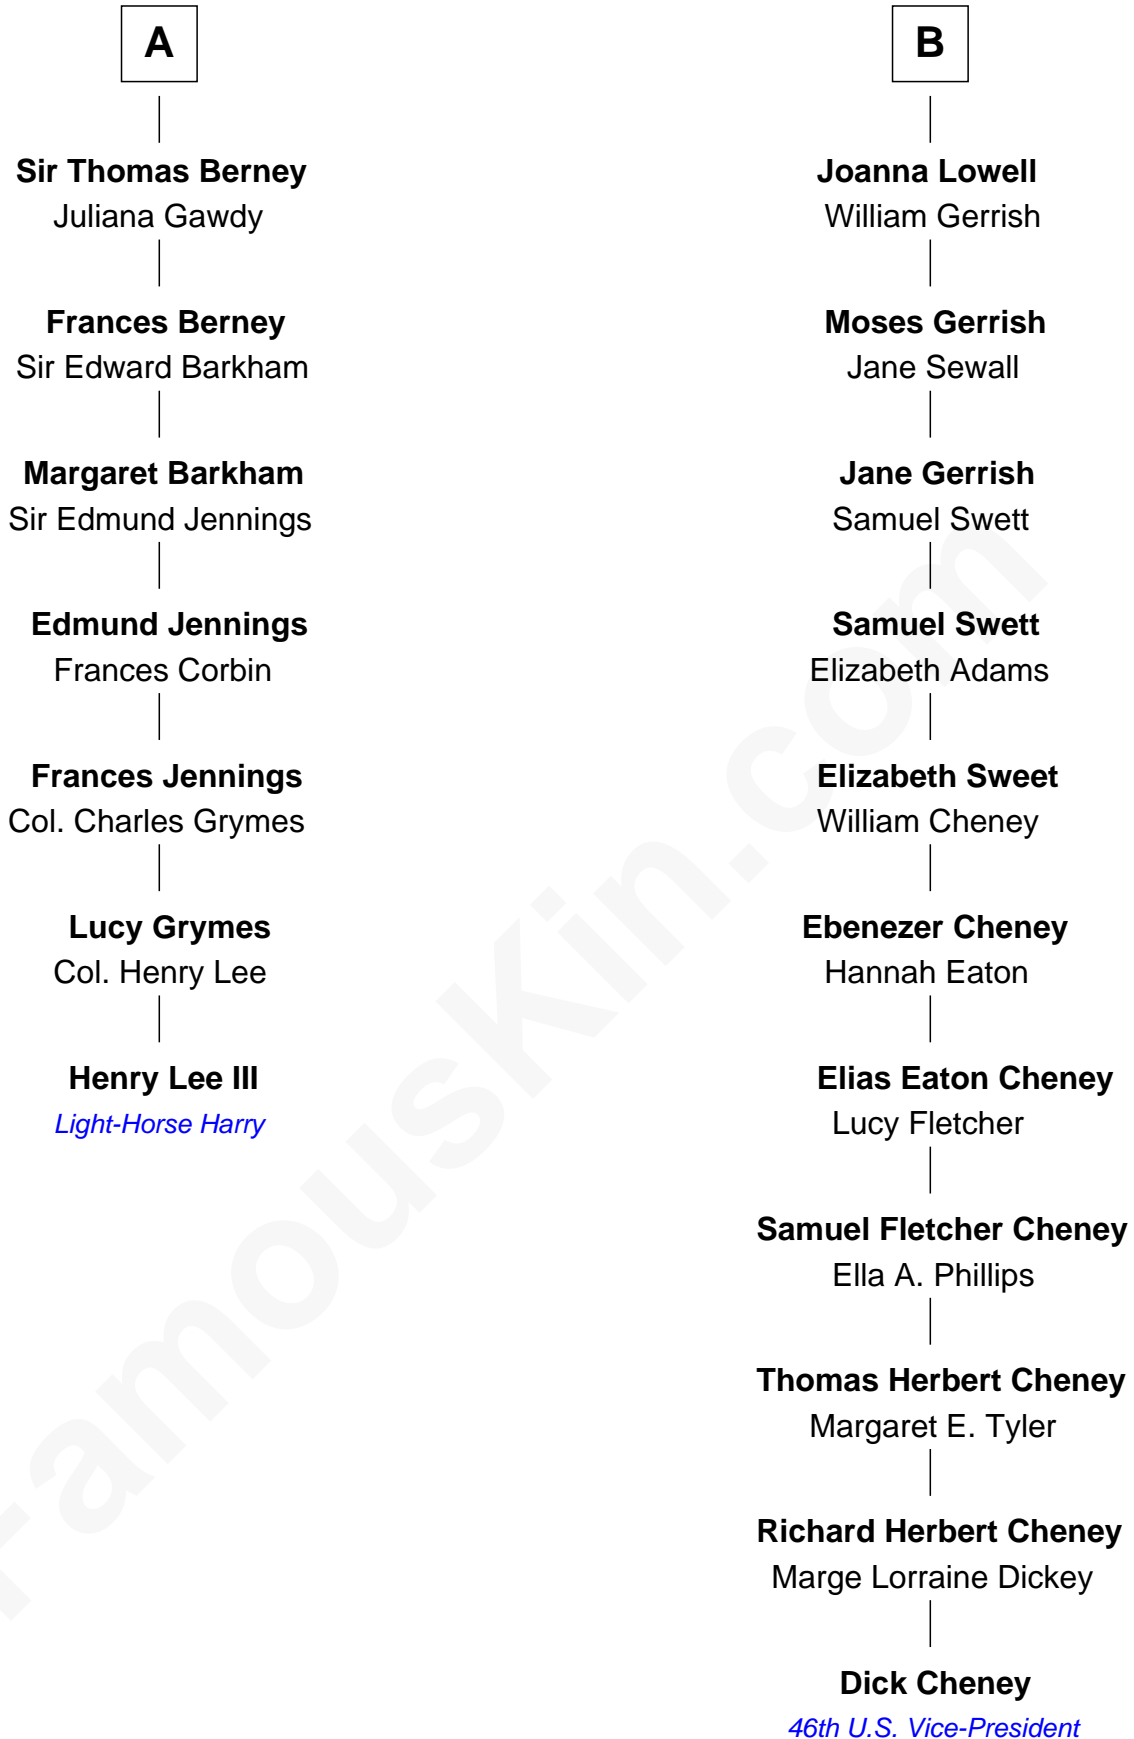 A
Sir Thomas Berney
Juliana Gawdy
Frances Berney
Sir Edward Barkham
Margaret Barkham
Sir Edmund Jennings
Edmund Jennings
Frances Corbin
Frances Jennings
Col. Charles Grymes
Lucy Grymes
Col. Henry Lee
Henry Lee III
Light-Horse Harry
B
Joanna Lowell
William Gerrish
Moses Gerrish
Jane Sewall
Jane Gerrish
Samuel Swett
Samuel Swett
Elizabeth Adams
Elizabeth Sweet
William Cheney
Ebenezer Cheney
Hannah Eaton
Elias Eaton Cheney
Lucy Fletcher
Samuel Fletcher Cheney
Ella A. Phillips
Thomas Herbert Cheney
Margaret E. Tyler
Richard Herbert Cheney
Marge Lorraine Dickey
Dick Cheney
46th U.S. Vice-President
FamousKin.com